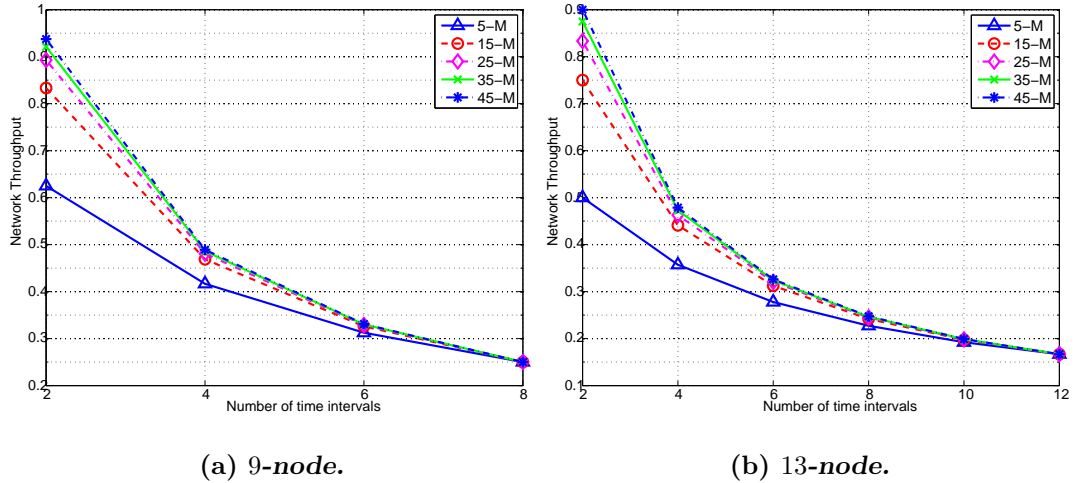 Network Throughput
1
0.9
0.8
0.7
0.6
0.5
0.4
0.3
0.2
2
4
6
8
Number of time intervals
5−M
15−M
25−M
35−M
45−M
(a) 9-node.
Network Throughput
0.9
0.8
0.7
0.6
0.5
0.4
0.3
0.2
0.1
2
4
6
8
10
12
Number of time intervals
5−M
15−M
25−M
35−M
45−M
(b) 13-node.